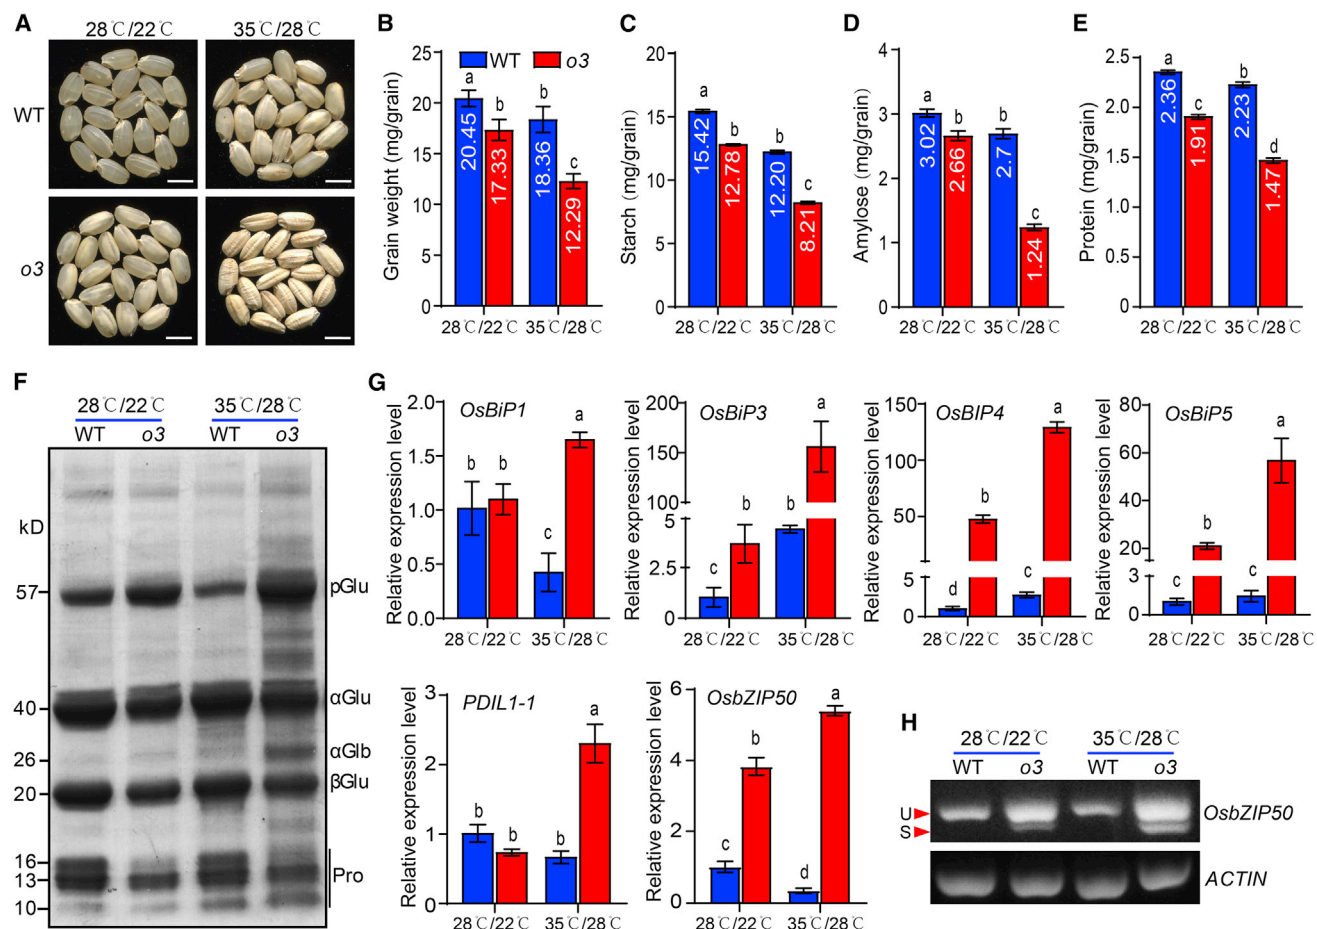 A
28℃/22℃
35℃/28℃
WT
o3
B
Grain weight (mg/grain)
25
20
15
10
5
0
WT
o3
a
b
b
c
20.45
17.33
18.36
12.29
28℃/22℃
35℃/28℃
C
Starch (mg/grain)
20
15
10
5
0
a
b
b
c
15.42
12.78
12.20
8.21
28℃/22℃
35℃/28℃
D
Amylose (mg/grain)
4
3
2
1
0
a
b
b
c
3.02
2.66
2.7
1.24
28℃/22℃
35℃/28℃
E
Protein (mg/grain)
2.5
2.0
1.5
1.0
0.5
0
a
c
b
d
2.36
1.91
2.23
1.47
28℃/22℃
35℃/28℃
F
28℃/22℃
35℃/28℃
WT
o3
WT
o3
kD
57
40
26
20
16
13
10
pGlu
αGlu
αGlb
βGlu
Pro
G
Relative expression level
2.0
1.5
1.0
0.5
0.0
OsBiP1
b
b
c
a
28℃/22℃
35℃/28℃
Relative expression level
200
150
100
5
2.5
0
OsBiP3
c
b
b
a
28℃/22℃
35℃/28℃
Relative expression level
150
100
50
5
0
OsBIP4
d
b
c
a
28℃/22℃
35℃/28℃
Relative expression level
80
60
40
20
3
0
OsBiP5
c
b
c
a
28℃/22℃
35℃/28℃
Relative expression level
3
2
1
0
PDIL1-1
b
b
b
a
28℃/22℃
35℃/28℃
Relative expression level
6
4
2
0
OsbZIP50
c
b
d
a
28℃/22℃
35℃/28℃
H
28℃/22℃
35℃/28℃
WT
o3
WT
o3
U
S
OsbZIP50
ACTIN